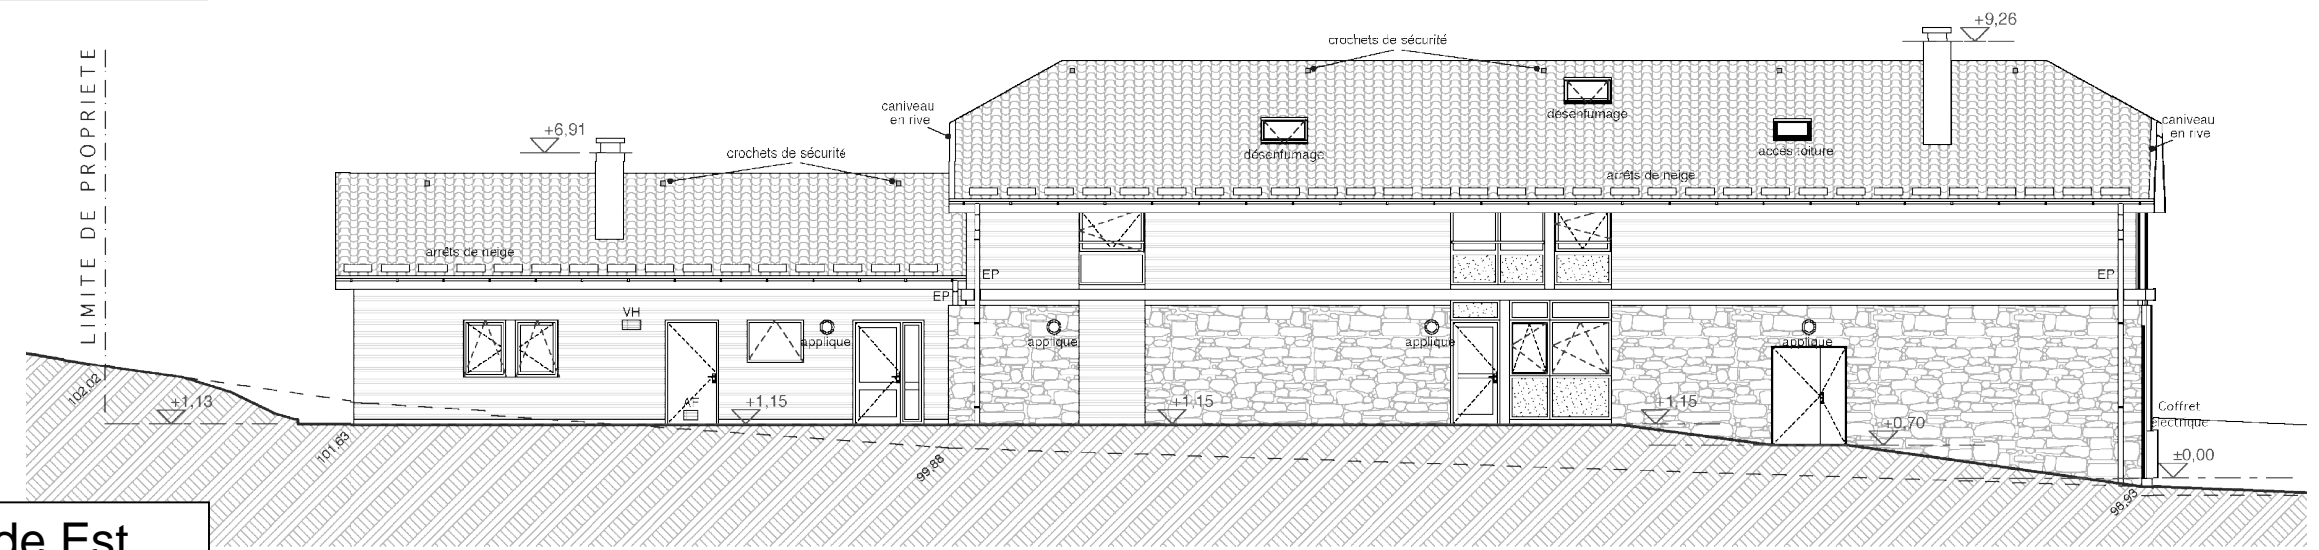 +9,26
crochets de sécurité
LIMITE DE PROPRIETE
caniveau
en rive
désenfumage
caniveau
en rive
+6,91
désenfumage
accès toiture
crochets de sécurité
arrêts de neige
arrêts de neige
EP
EP
EP
VH
applique
applique
applique
applique
102,02
+1,13
AF
+1,15
+1,15
+1,15
Coffret
électrique
+0,70
101,63
99,88
±0,00
98,93
de Est